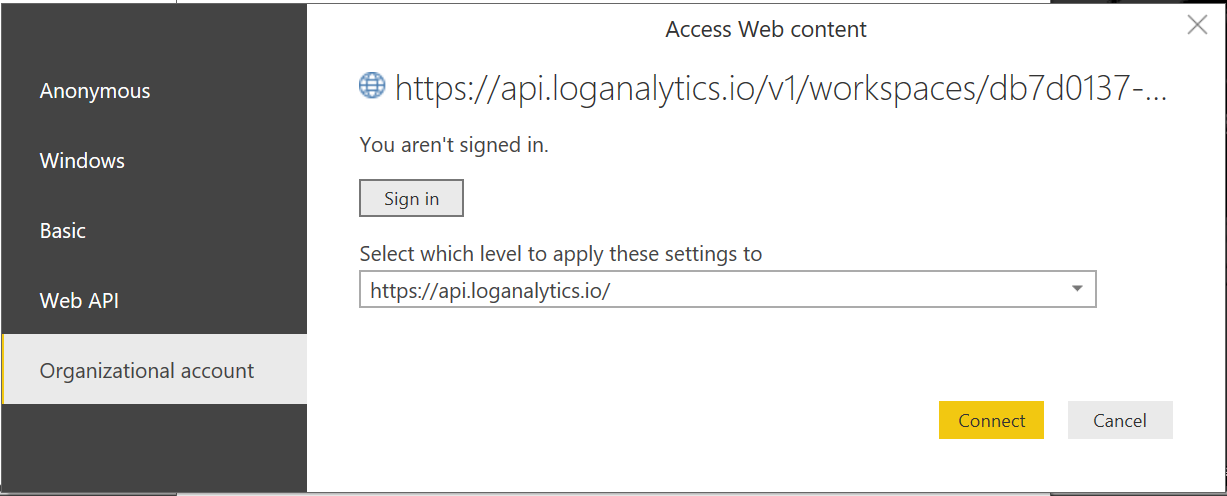 Access Web content
Anonymous
Windows
Basic
Web API
Organizational account
https://api.loganalytics.io/v1/workspaces/db7d0137-...
You aren't signed in.
Sign in
Select which level to apply these settings to
https://api.loganalytics.io/
Connect
Cancel